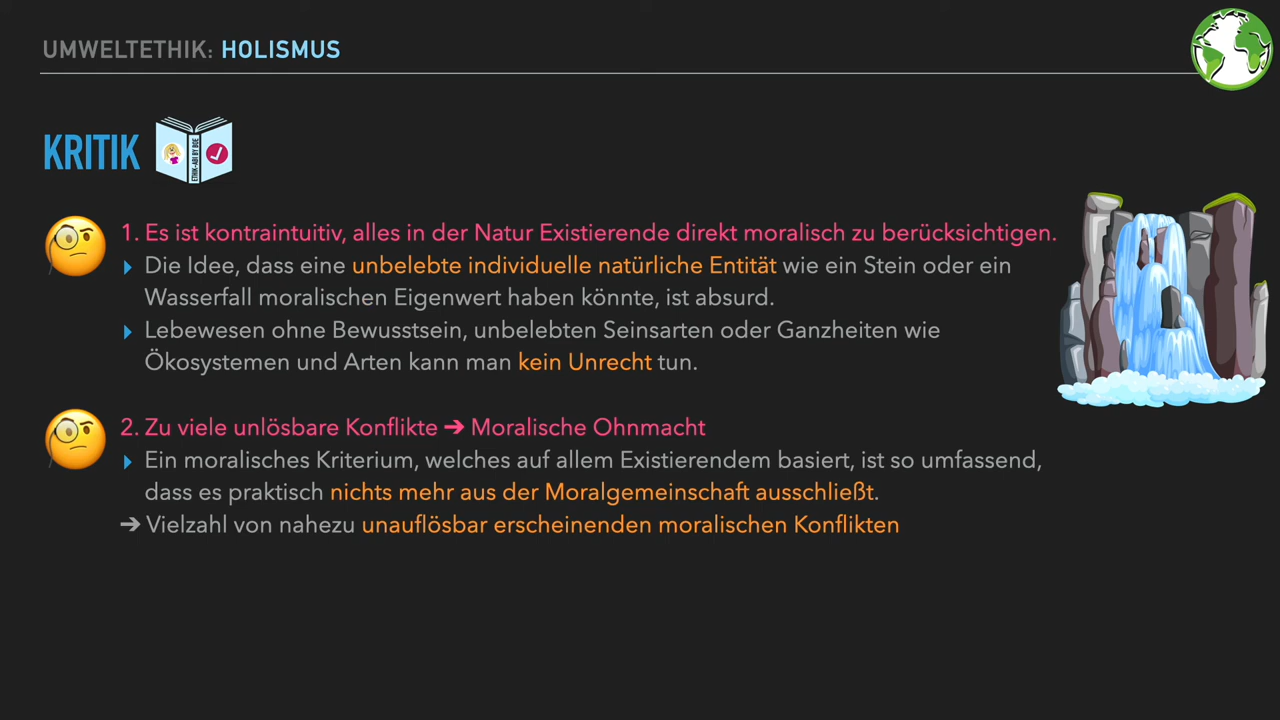 UMWELTETHIK: HOLISMUS
KRITIK
ETHIK-ABI BY BOE
1. Es ist kontraintuitiv, alles in der Natur Existierende direkt moralisch zu berücksichtigen.
Die Idee, dass eine unbelebte individuelle natürliche Entität wie ein Stein oder ein
Wasserfall moralischen Eigenwert haben könnte, ist absurd.
Lebewesen ohne Bewusstsein, unbelebten Seinsarten oder Ganzheiten wie
Ökosystemen und Arten kann man kein Unrecht tun.
2. Zu viele unlösbare Konflikte ➔ Moralische Ohnmacht
Ein moralisches Kriterium, welches auf allem Existierendem basiert, ist so umfassend,
dass es praktisch nichts mehr aus der Moralgemeinschaft ausschließt.
➔ Vielzahl von nahezu unauflösbar erscheinenden moralischen Konflikten